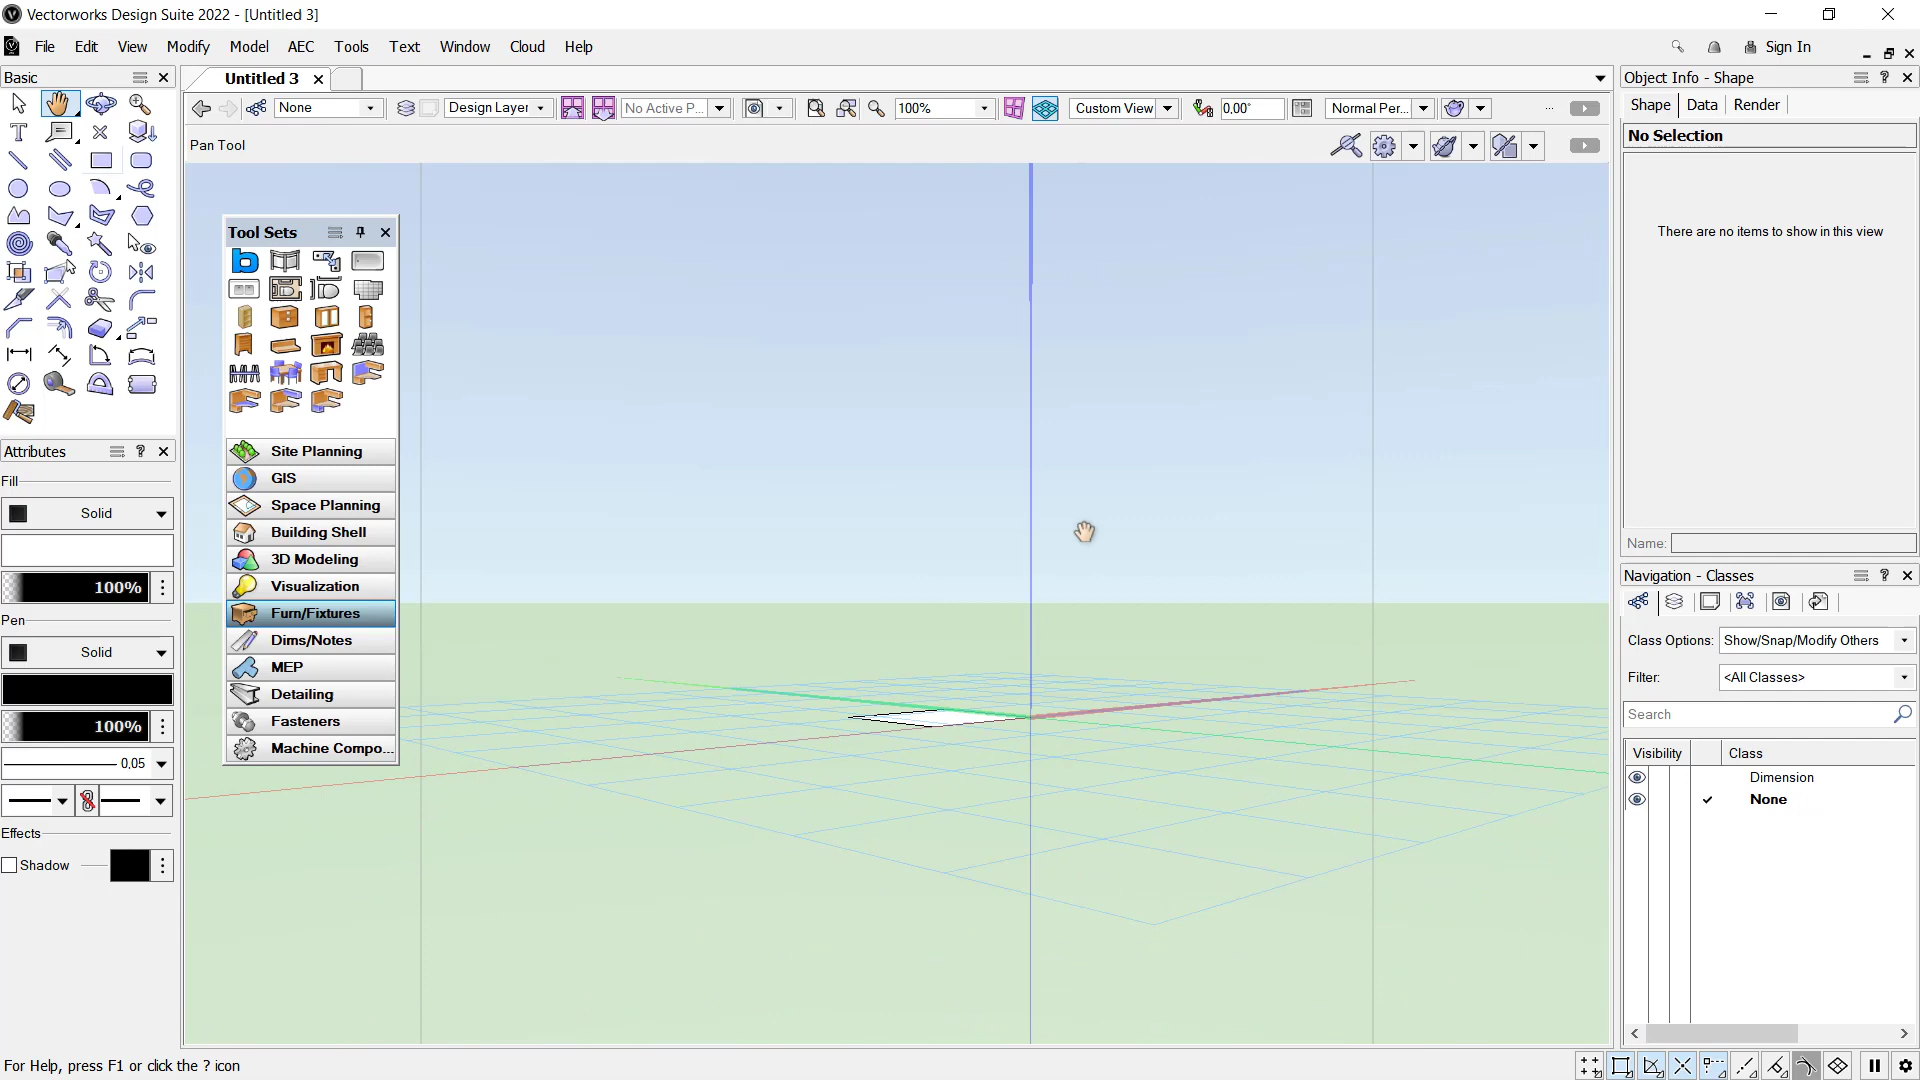 Vectorworks Design Suite 2022 - [Untitled 3]
File Edit View Modify Model AEC Tools Text Window Cloud Help
Sign In
Basic
Untitled 3
None
Design Layer
No Active P...
100%
Custom View
0,00°
Normal Per...
...
Pan Tool
Tool Sets
Site Planning
GIS
Space Planning
Building Shell
3D Modeling
Visualization
Furn/Fixtures
Dims/Notes
MEP
Detailing
Fasteners
Machine Compo...
Attributes
Fill
Solid
100%
Pen
Solid
100%
0,05
Effects
Shadow
Object Info - Shape
Shape Data Render
No Selection
There are no items to show in this view
Name:
Navigation - Classes
Class Options: Show/Snap/Modify Others
Filter: <All Classes>
Search
Visibility Class
Dimension
None
For Help, press F1 or click the ? icon